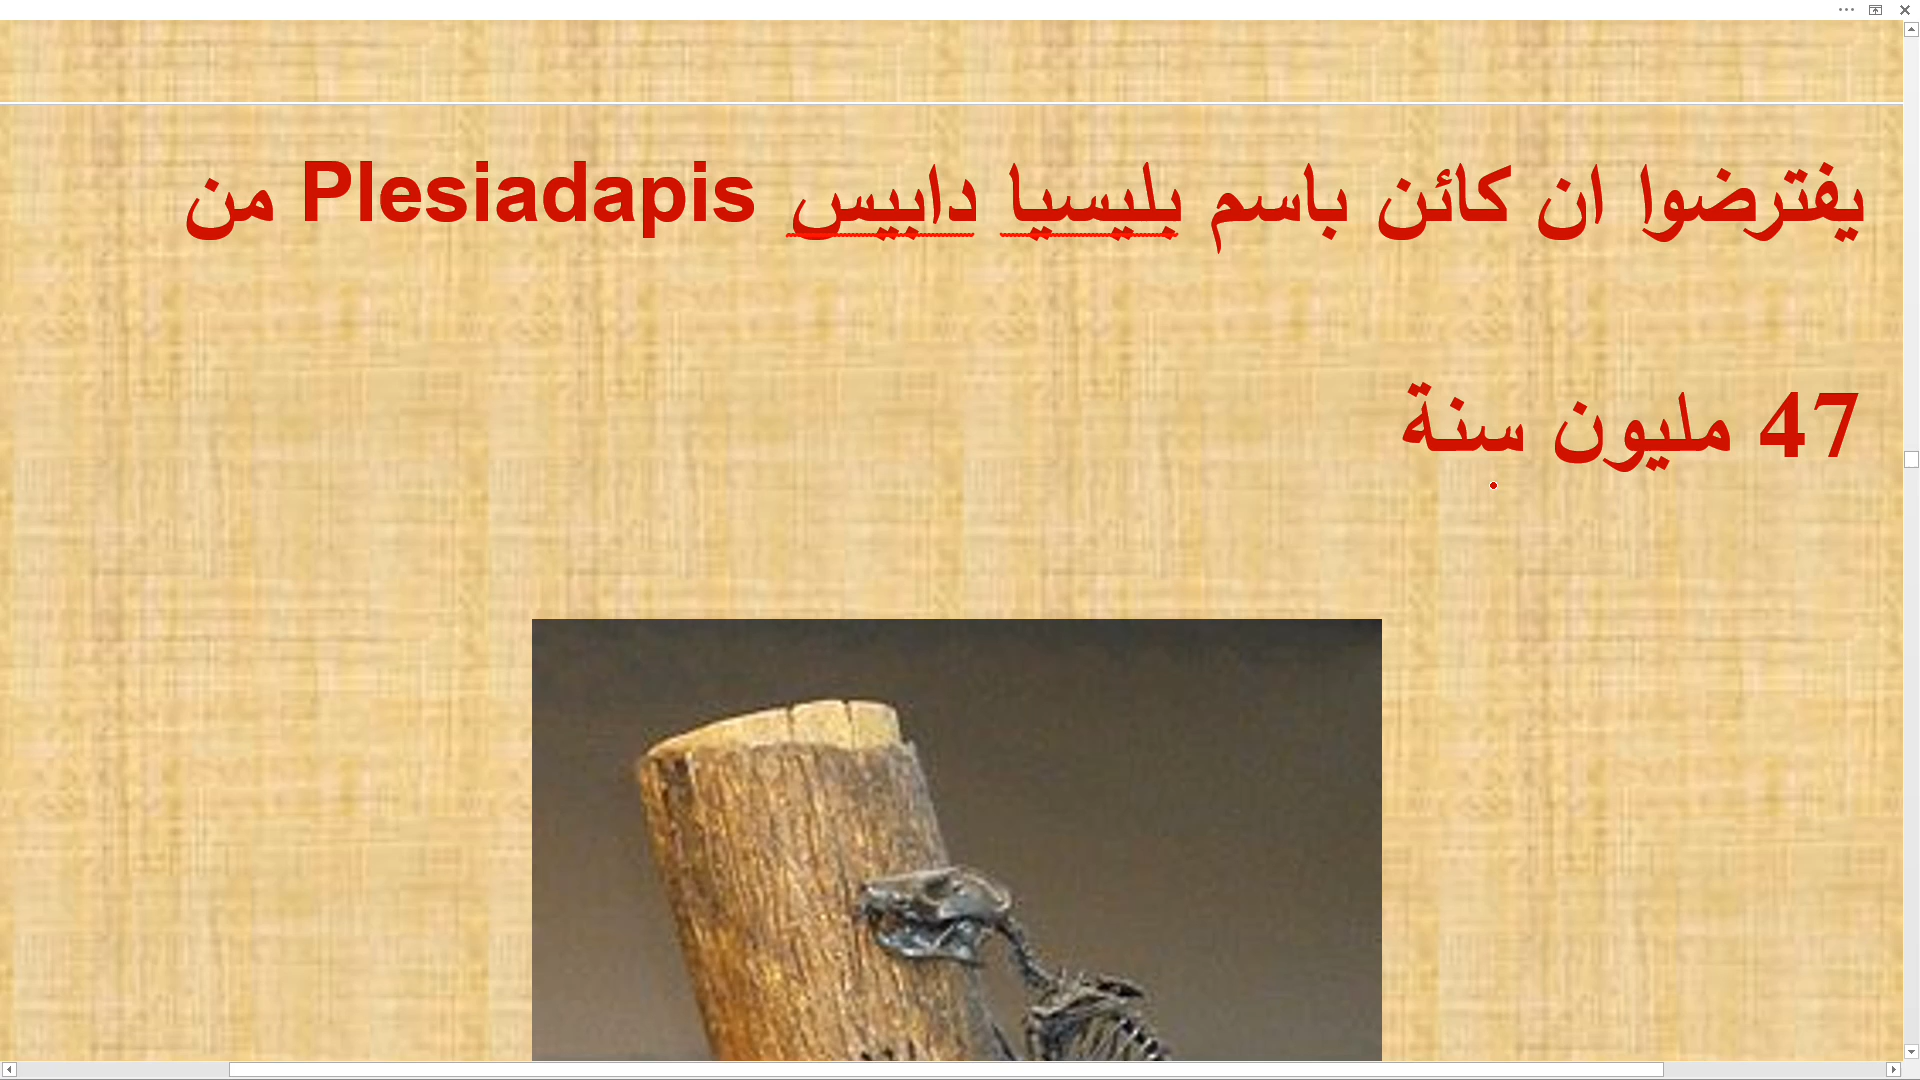 يفترضوا ان كائن باسم بليسيا دابيس Plesiadapis من
47 مليون سنة